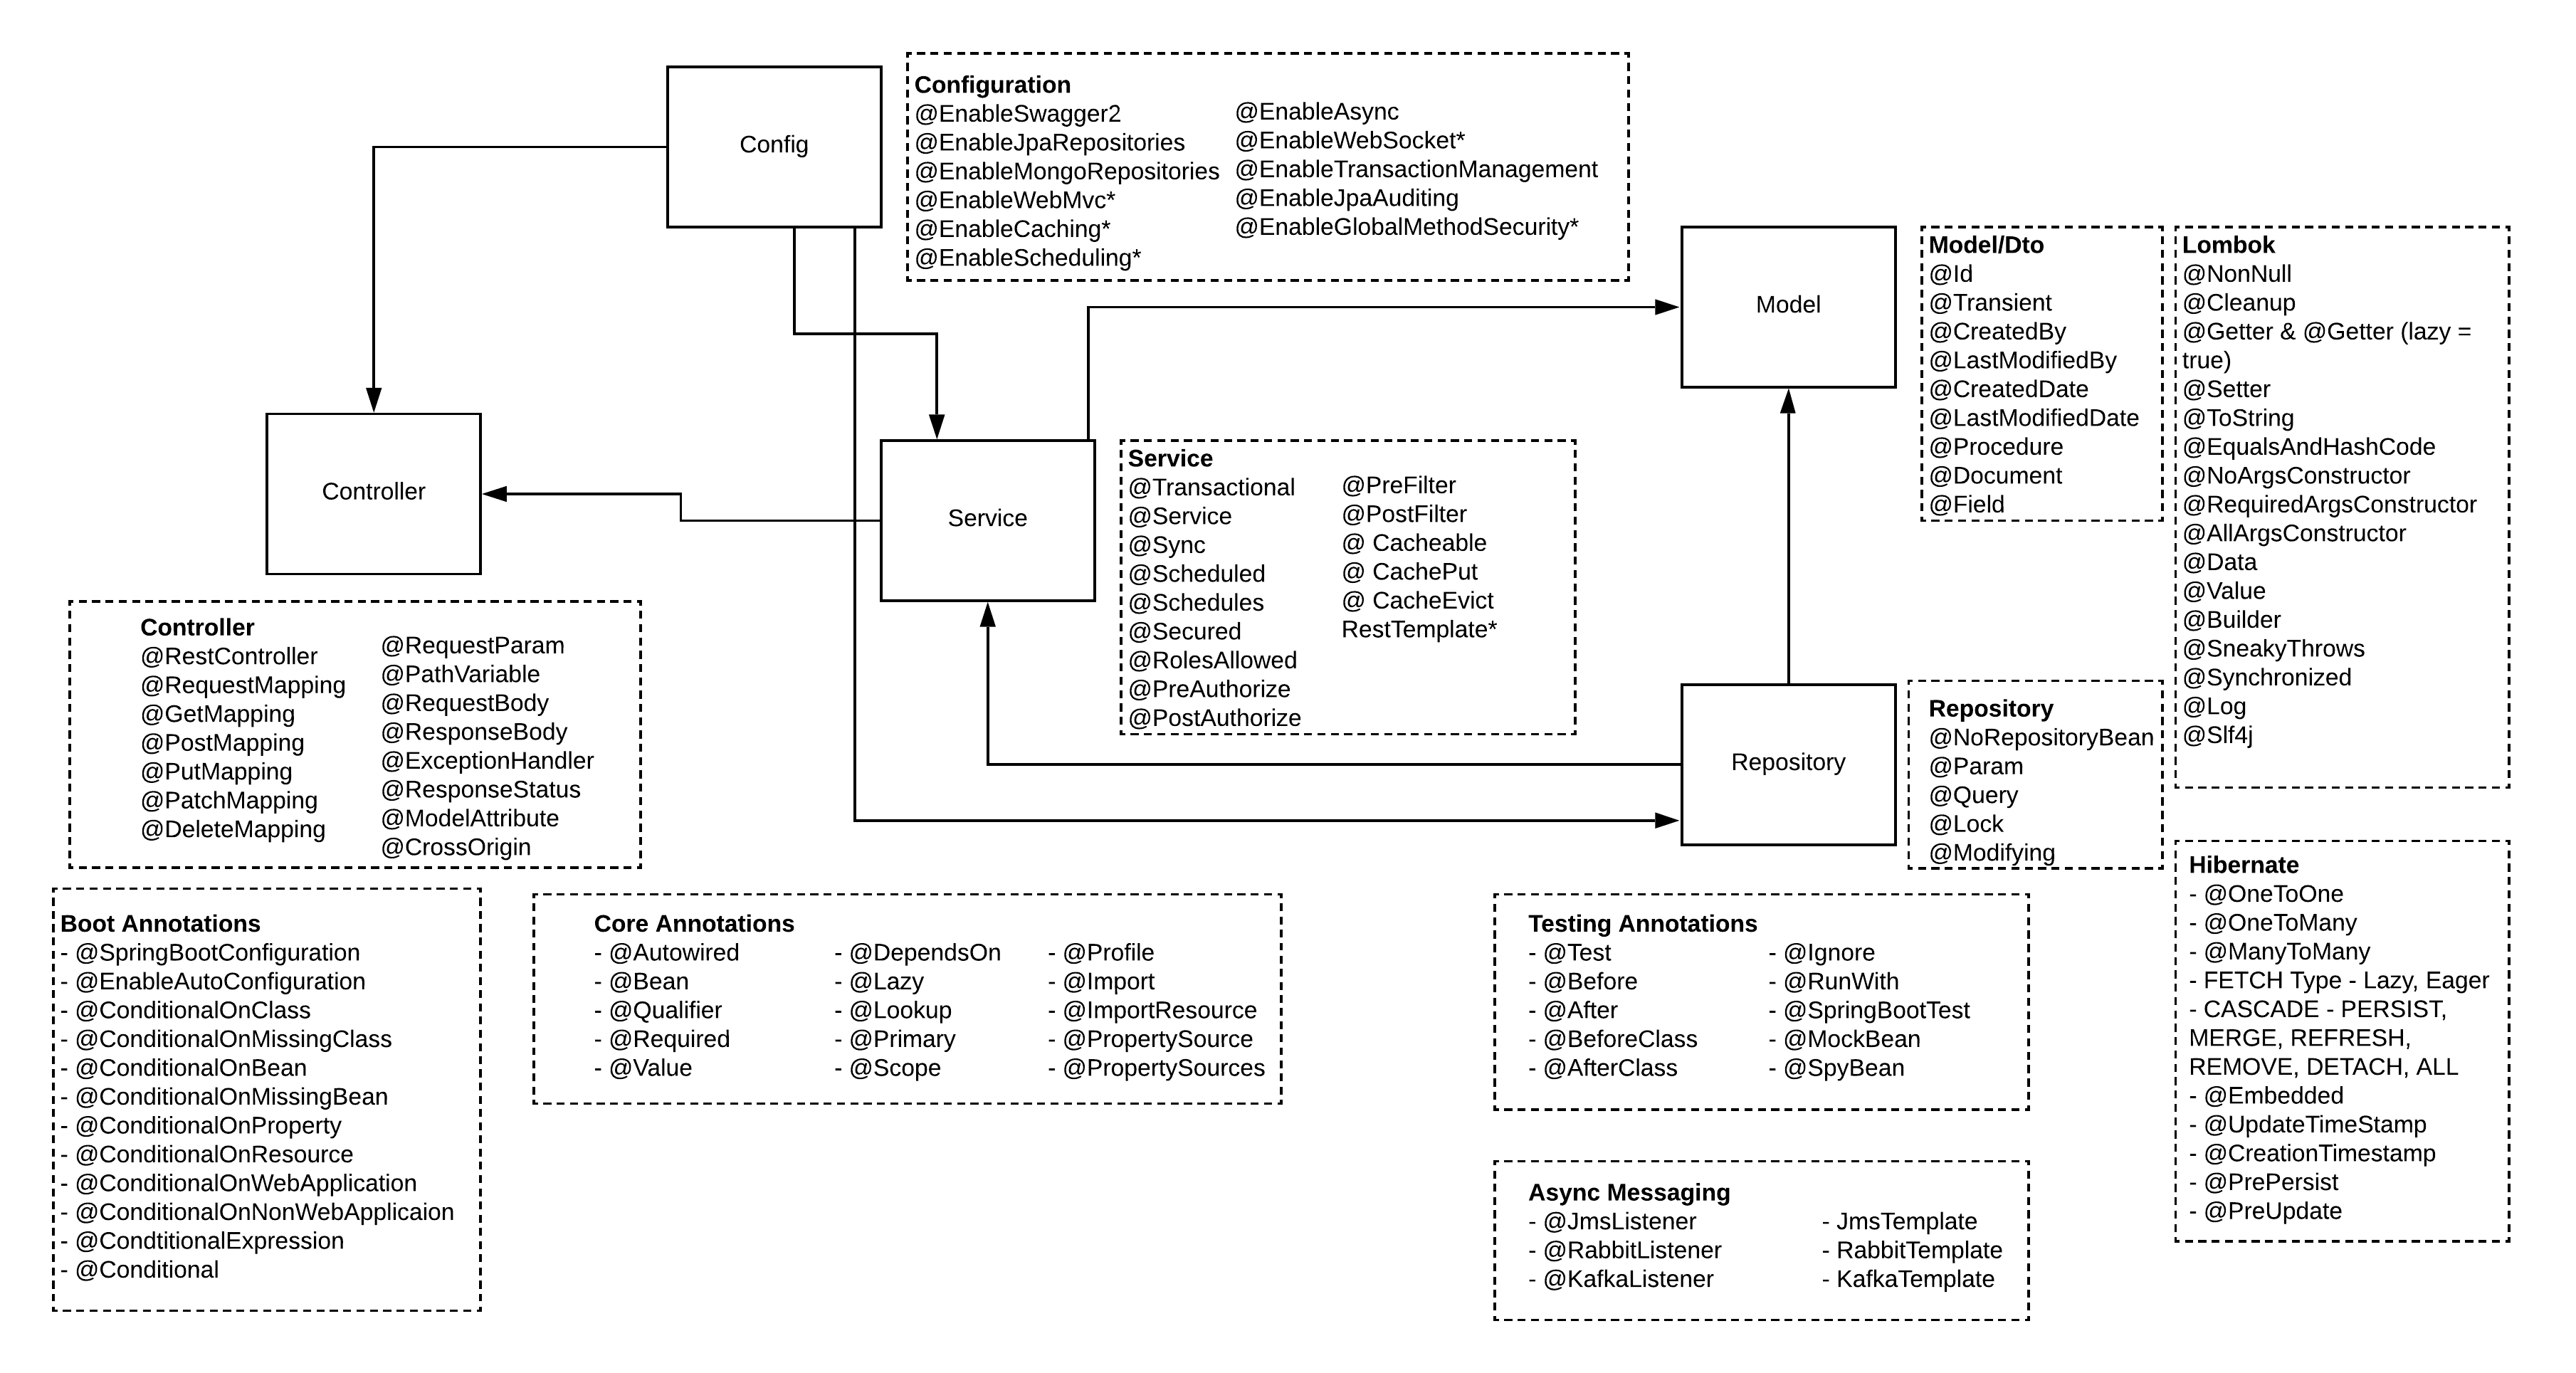 Config
Configuration
@EnableSwagger2
@EnableJpaRepositories
@EnableMongoRepositories
@EnableWebMvc*
@EnableCaching*
@EnableScheduling*
@EnableAsync
@EnableWebSocket*
@EnableTransactionManagement
@EnableJpaAuditing
@EnableGlobalMethodSecurity*
Model
Model/Dto
@Id
@Transient
@CreatedBy
@LastModifiedBy
@CreatedDate
@LastModifiedDate
@Procedure
@Document
@Field
Lombok
@NonNull
@Cleanup
@Getter & @Getter (lazy =
true)
@Setter
@ToString
@EqualsAndHashCode
@NoArgsConstructor
@RequiredArgsConstructor
@AllArgsConstructor
@Data
@Value
@Builder
@SneakyThrows
@Synchronized
@Log
@Slf4j
Controller
Service
Service
@Transactional
@Service
@Sync
@Scheduled
@Schedules
@Secured
@RolesAllowed
@PreAuthorize
@PostAuthorize
@PreFilter
@PostFilter
@ Cacheable
@ CachePut
@ CacheEvict
RestTemplate*
Controller
@RestController
@RequestMapping
@GetMapping
@PostMapping
@PutMapping
@PatchMapping
@DeleteMapping
@RequestParam
@PathVariable
@RequestBody
@ResponseBody
@ExceptionHandler
@ResponseStatus
@ModelAttribute
@CrossOrigin
Repository
Repository
@NoRepositoryBean
@Param
@Query
@Lock
@Modifying
Hibernate
- @OneToOne
- @OneToMany
- @ManyToMany
- FETCH Type - Lazy, Eager
- CASCADE - PERSIST,
MERGE, REFRESH,
REMOVE, DETACH, ALL
- @Embedded
- @UpdateTimeStamp
- @CreationTimestamp
- @PrePersist
- @PreUpdate
Boot Annotations
- @SpringBootConfiguration
- @EnableAutoConfiguration
- @ConditionalOnClass
- @ConditionalOnMissingClass
- @ConditionalOnBean
- @ConditionalOnMissingBean
- @ConditionalOnProperty
- @ConditionalOnResource
- @ConditionalOnWebApplication
- @ConditionalOnNonWebApplicaion
- @CondtitionalExpression
- @Conditional
Core Annotations
- @Autowired
- @Bean
- @Qualifier
- @Required
- @Value
- @DependsOn
- @Lazy
- @Lookup
- @Primary
- @Scope
- @Profile
- @Import
- @ImportResource
- @PropertySource
- @PropertySources
Testing Annotations
- @Test
- @Before
- @After
- @BeforeClass
- @AfterClass
- @Ignore
- @RunWith
- @SpringBootTest
- @MockBean
- @SpyBean
Async Messaging
- @JmsListener
- @RabbitListener
- @KafkaListener
- JmsTemplate
- RabbitTemplate
- KafkaTemplate